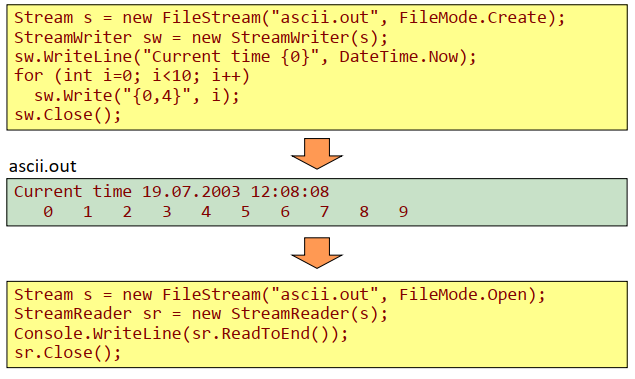 Stream s = new FileStream("ascii.out", FileMode.Create);
StreamWriter sw = new StreamWriter(s);
sw.WriteLine("Current time {0}", DateTime.Now);
for (int i=0; i<10; i++)
  sw.Write("{0,4}", i);
sw.Close();
ascii.out
Current time 19.07.2003 12:08:08
   0   1   2   3   4   5   6   7   8   9
Stream s = new FileStream("ascii.out", FileMode.Open);
StreamReader sr = new StreamReader(s);
Console.WriteLine(sr.ReadToEnd());
sr.Close();